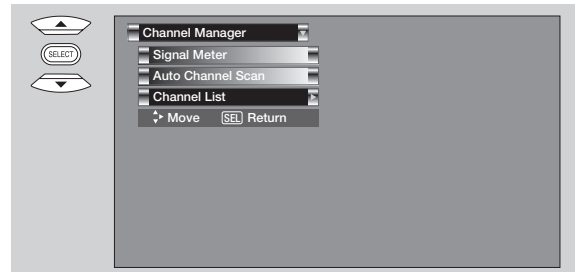 SELECT
Channel Manager
Signal Meter
Auto Channel Scan
Channel List
Move SEL Return